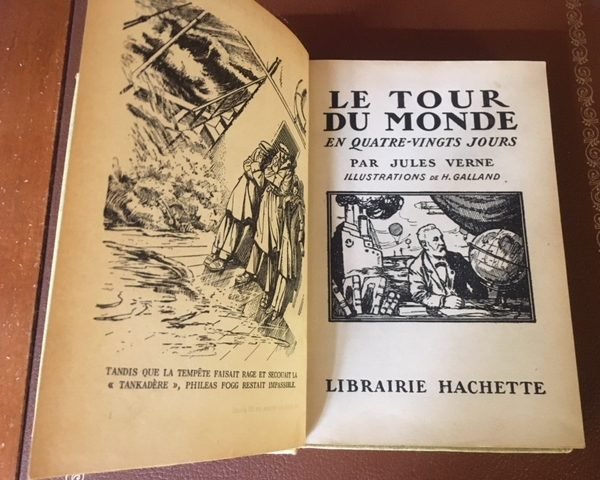 TANDIS QUE LA TEMPÊTE FAISAIT RAGE ET SECOUAIT LA
« TANKADÈRE », PHILEAS FOGG RESTAIT IMPASSIBLE.
LE TOUR
DU MONDE
EN QUATRE-VINGTS JOURS
PAR JULES VERNE
ILLUSTRATIONS DE H. GALLAND
LIBRAIRIE HACHETTE